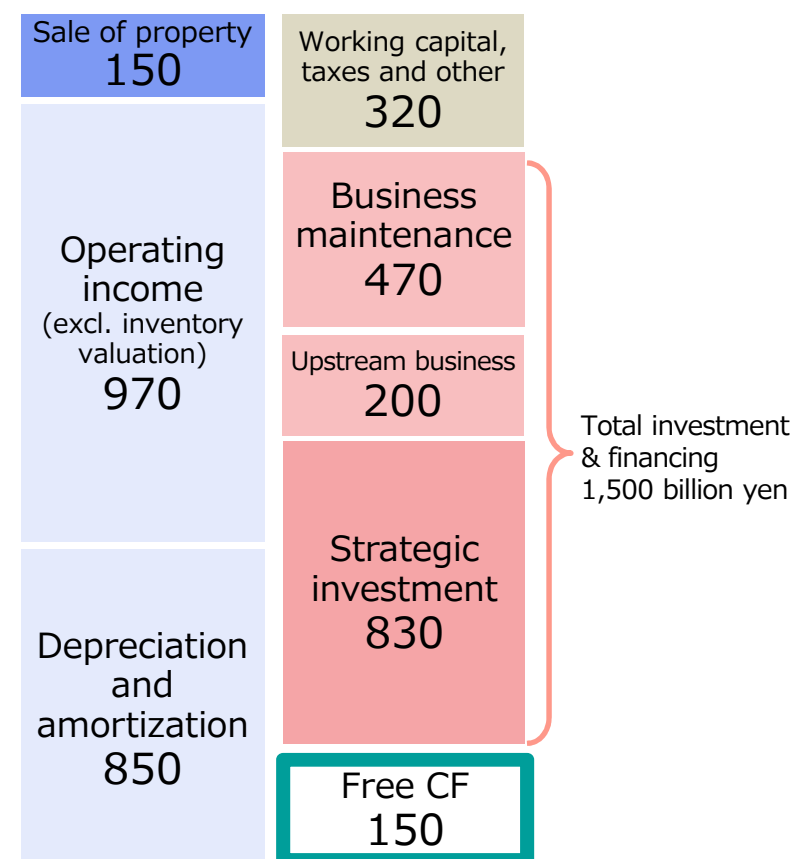 Sale of property
150
Operating
income
(excl. inventory
valuation)
970
Depreciation
and
amortization
850
Working capital,
taxes and other
320
Business
maintenance
470
Upstream business
200
Strategic
investment
830
Free CF
150
Total investment
& financing
1,500 billion yen